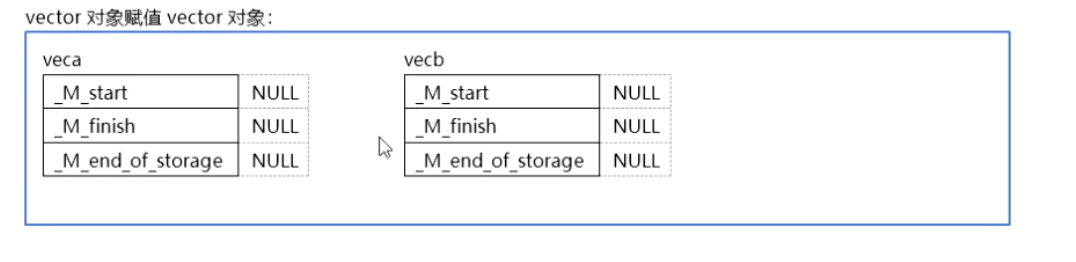 vector 对象赋值 vector 对象:
veca vecb
_M_start NULL _M_start NULL
_M_finish NULL _M_finish NULL
_M_end_of_storage NULL _M_end_of_storage NULL